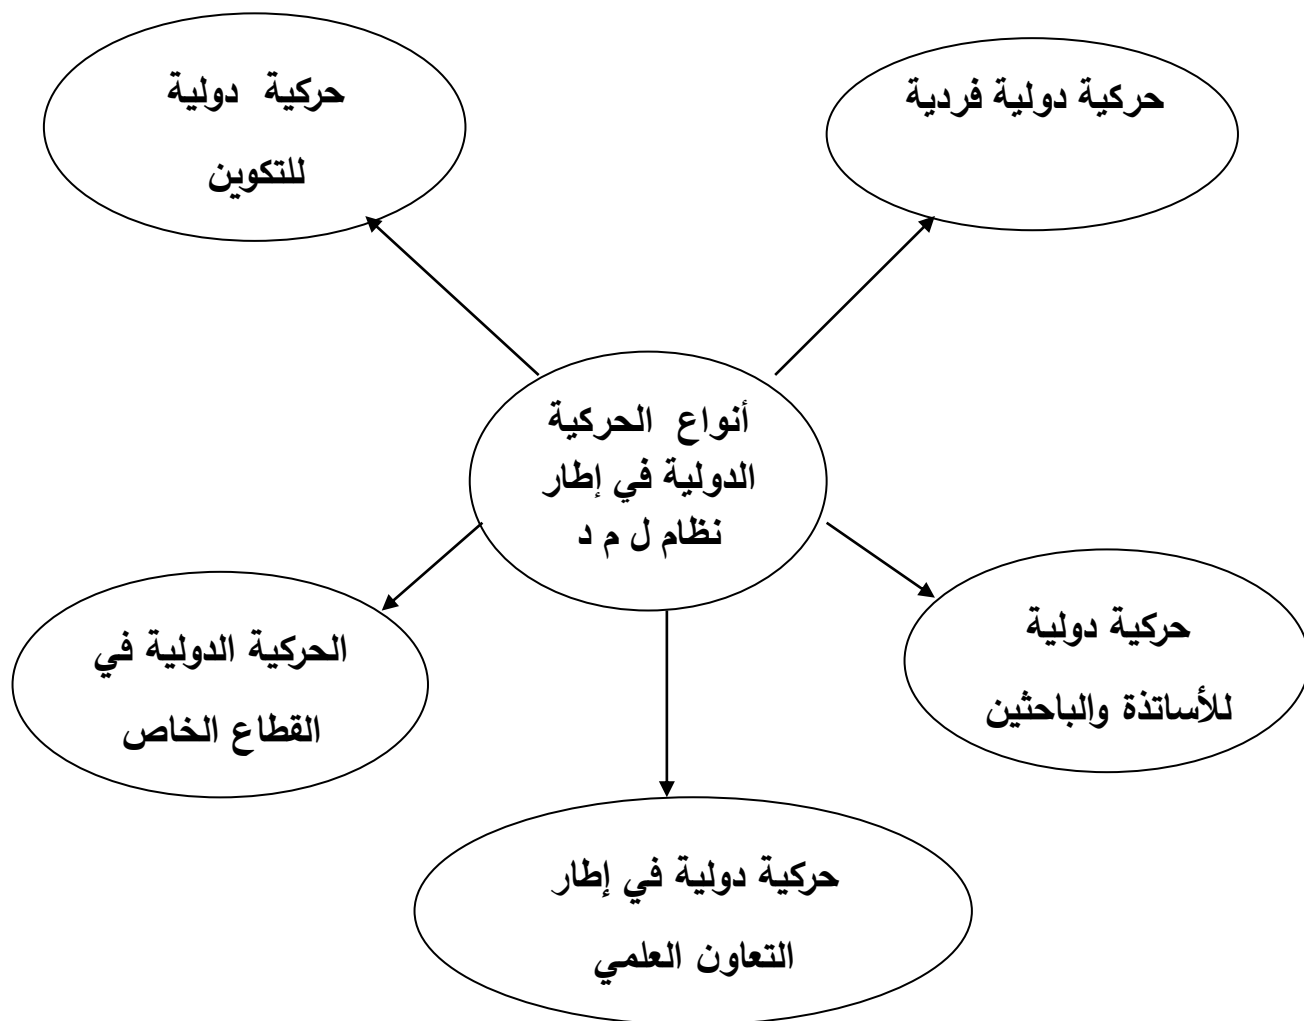 حركية دولية فردية
حركية دولية
للتكوين
أنواع الحركية
الدولية في إطار
نظام ل م د
حركية دولية
للأساتذة والباحثين
الحركية الدولية في
القطاع الخاص
حركية دولية في إطار
التعاون العلمي